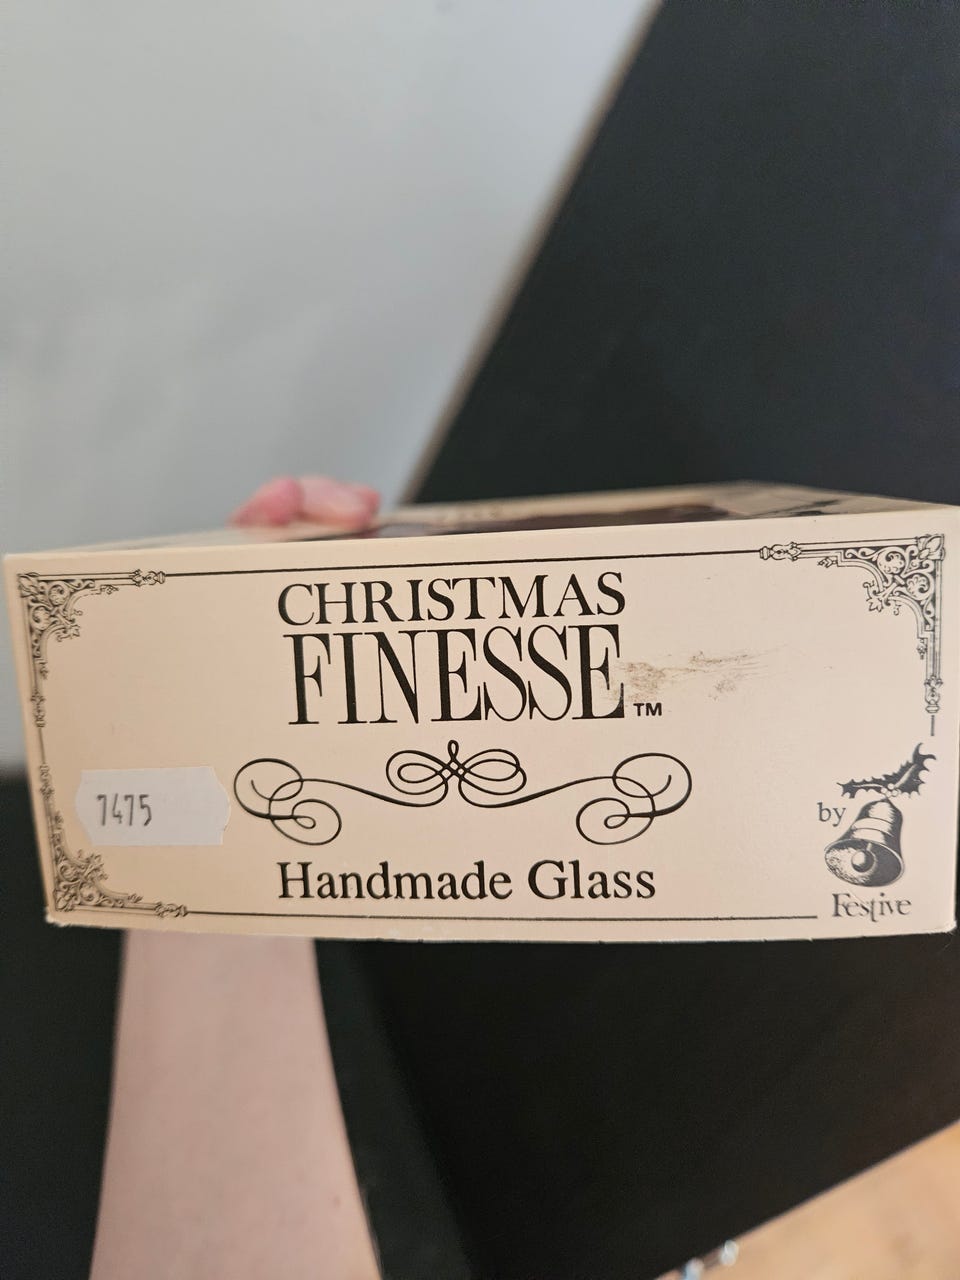 CHRISTMAS
FINESSE™
7475
by
Handmade Glass
Festive